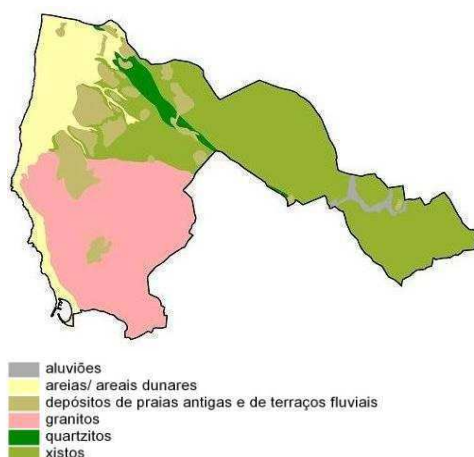 aluviões
areias/ areais dunares
depósitos de praias antigas e de terraços fluviais
granitos
quartzitos
xistos